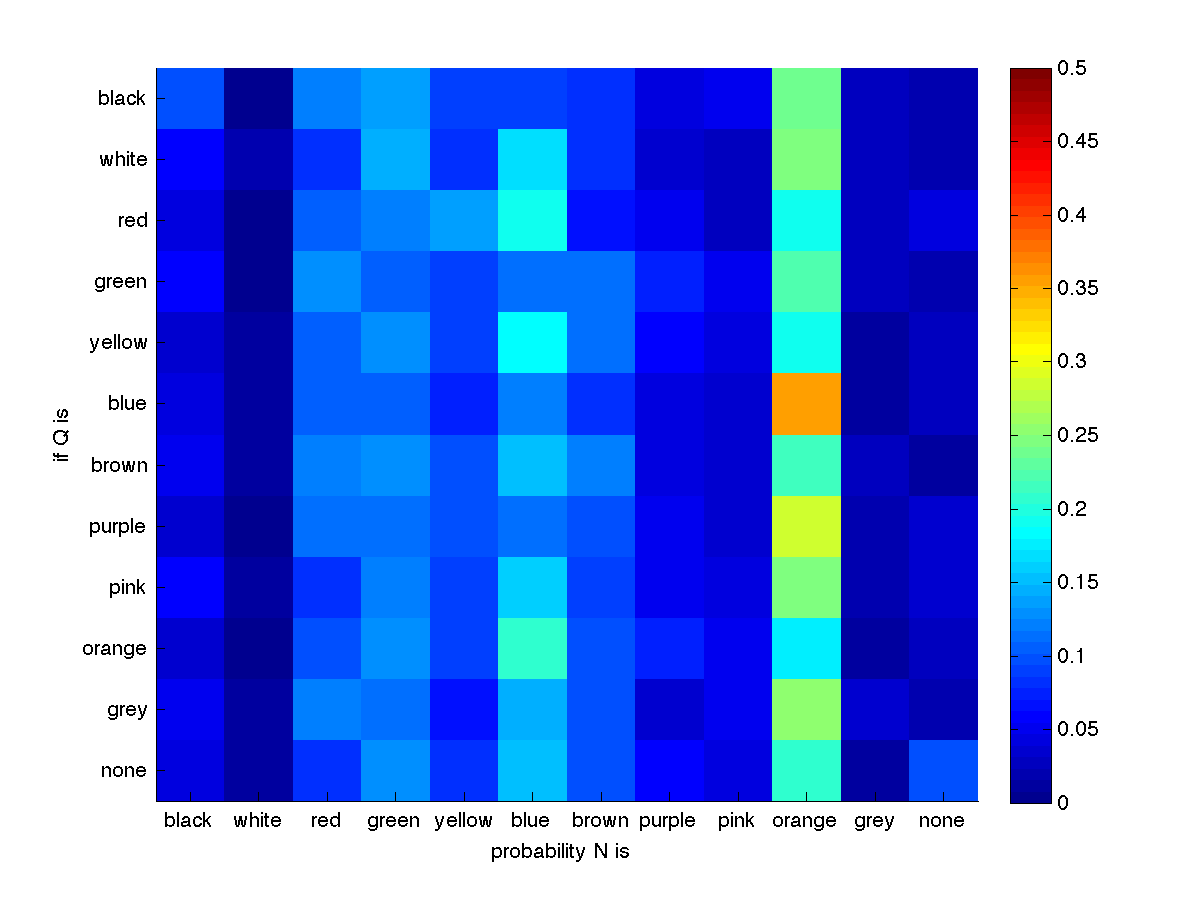 black
white
red
green
yellow
blue
brown
purple
pink
orange
grey
none
if Q is
black white red green yellow blue brown purple pink orange grey none
probability N is
0.5
0.45
0.4
0.35
0.3
0.25
0.2
0.15
0.1
0.05
0